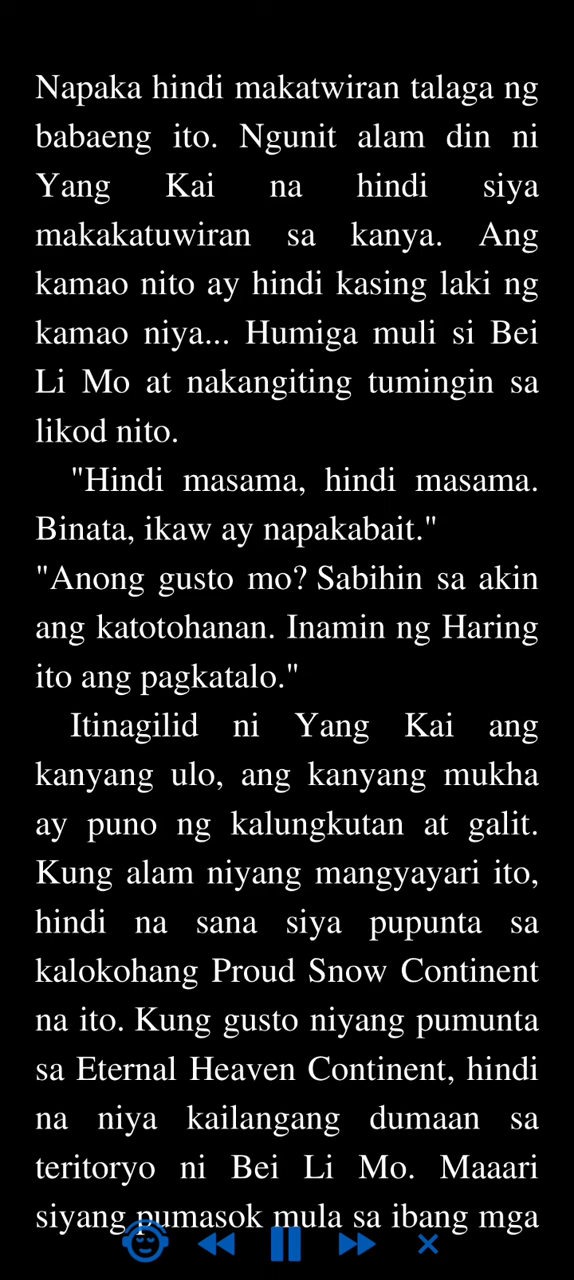 Napaka hindi makatwiran talaga ng
babaeng ito. Ngunit alam din ni
Yang Kai na hindi siya
makakatuwiran sa kanya. Ang
kamao nito ay hindi kasing laki ng
kamao niya... Humiga muli si Bei
Li Mo at nakangiting tumingin sa
likod nito.
"Hindi masama, hindi masama.
Binata, ikaw ay napakabait."
"Anong gusto mo? Sabihin sa akin
ang katotohanan. Inamin ng Haring
ito ang pagkatalo."
Itinagilid ni Yang Kai ang
kanyang ulo, ang kanyang mukha
ay puno ng kalungkutan at galit.
Kung alam niyang mangyayari ito,
hindi na sana siya pupunta sa
kalokohang Proud Snow Continent
na ito. Kung gusto niyang pumunta
sa Eternal Heaven Continent, hindi
na niya kailangang dumaan sa
teritoryo ni Bei Li Mo. Maaari
siyang pumasok mula sa ibang mga